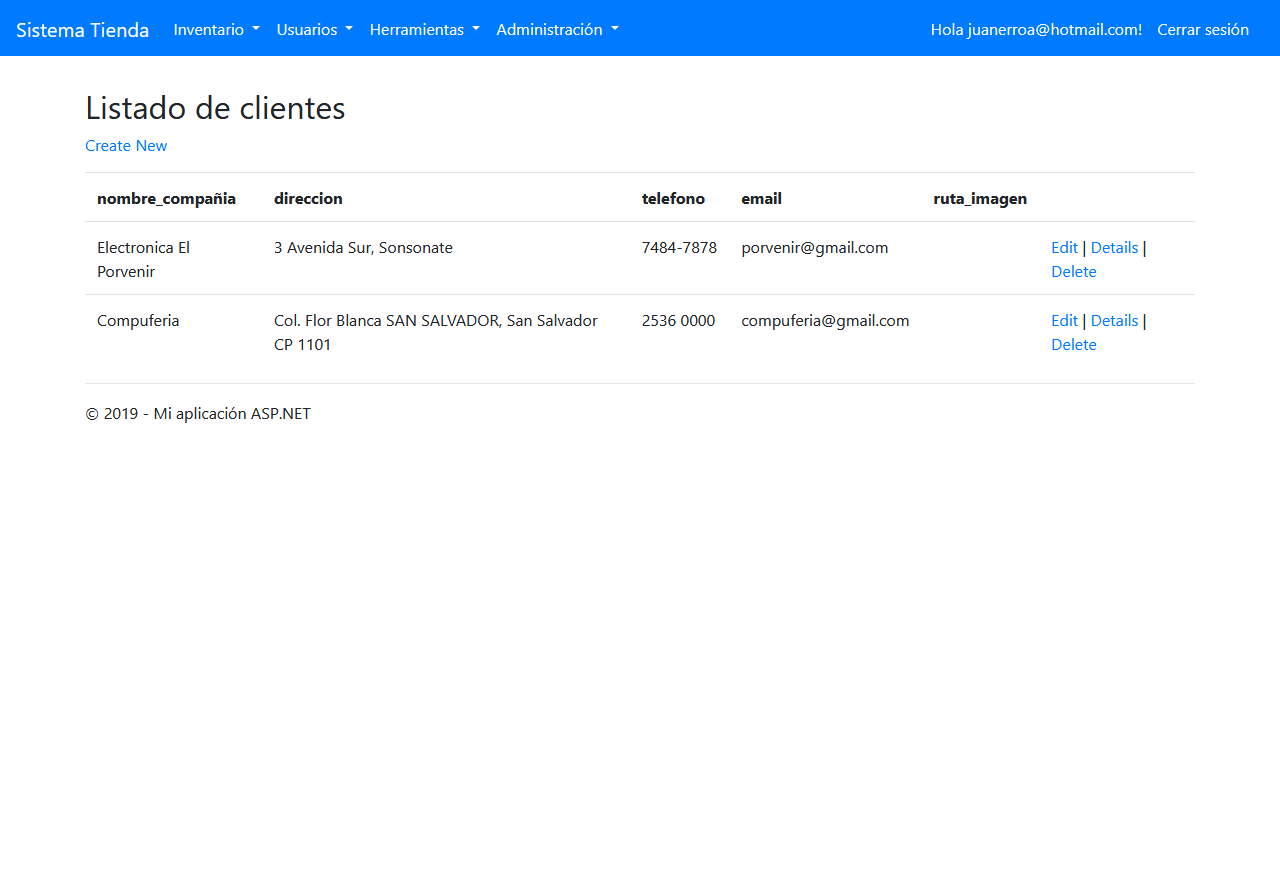 Sistema Tienda Inventario Usuarios Herramientas Administración Hola juanerroa@hotmail.com! Cerrar sesión
Listado de clientes
Create New
nombre_compañia direccion telefono email ruta_imagen
Electronica El 3 Avenida Sur, Sonsonate 7484-7878 porvenir@gmail.com Edit | Details |
Porvenir Delete
Compuferia Col. Flor Blanca SAN SALVADOR, San Salvador 2536 0000 compuferia@gmail.com Edit | Details |
CP 1101 Delete
© 2019 - Mi aplicación ASP.NET